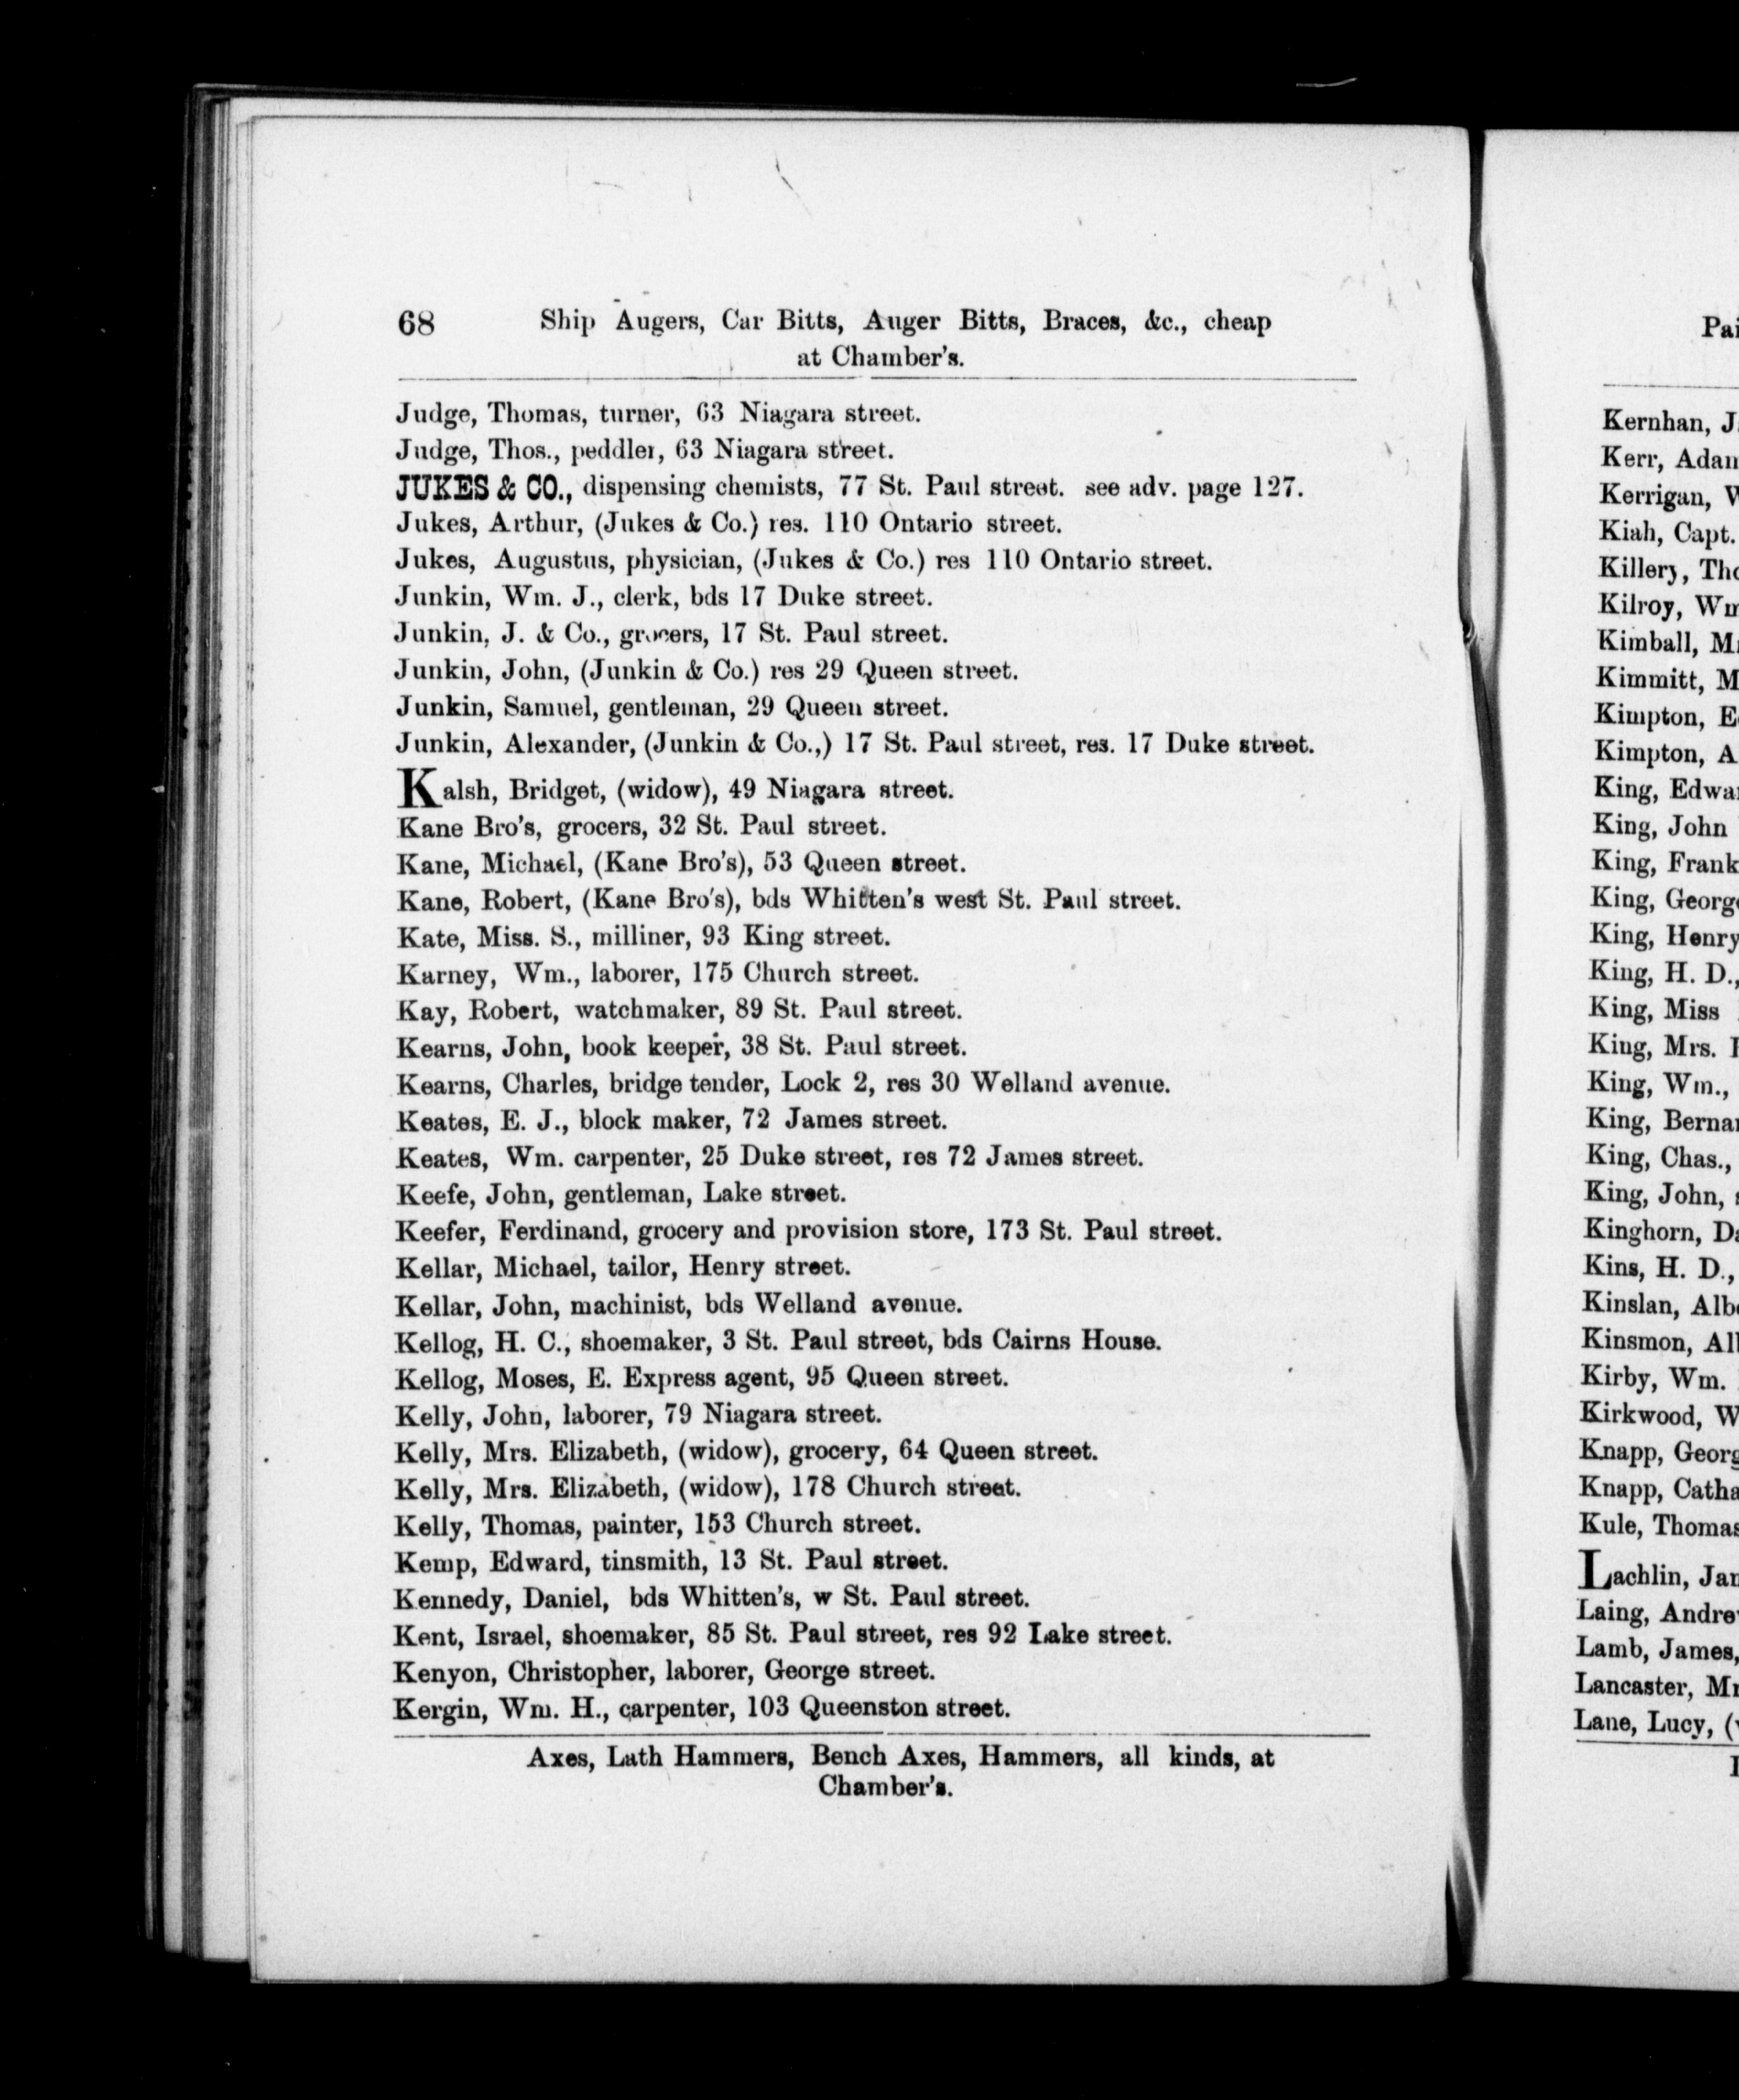 68 Ship Augers, Car Bitts, Auger Bitts, Braces, &c., cheap
at Chamber's.
Judge, Thomas, turner, 63 Niagara street.
Judge, Thos., peddler, 63 Niagara street.
JUKES & CO., dispensing chemists, 77 St. Paul street. see adv. page 127.
Jukes, Arthur, (Jukes & Co.) res. 110 Ontario street.
Jukes, Augustus, physician, (Jukes & Co.) res 110 Ontario street.
Junkin, Wm. J., clerk, bds 17 Duke street.
Junkin, J. & Co., grocers, 17 St. Paul street.
Junkin, John, (Junkin & Co.) res 29 Queen street.
Junkin, Samuel, gentleman, 29 Queen street.
Junkin, Alexander, (Junkin & Co.,) 17 St. Paul street, res. 17 Duke street.
Kalsh, Bridget, (widow), 49 Niagara street.
Kane Bro's, grocers, 32 St. Paul street.
Kane, Michael, (Kane Bro's), 53 Queen street.
Kane, Robert, (Kane Bro's), bds Whitten's west St. Paul street.
Kate, Miss. S., milliner, 93 King street.
Karney, Wm., laborer, 175 Church street.
Kay, Robert, watchmaker, 89 St. Paul street.
Kearns, John, book keeper, 38 St. Paul street.
Kearns, Charles, bridge tender, Lock 2, res 30 Welland avenue.
Keates, E. J., block maker, 72 James street.
Keates, Wm. carpenter, 25 Duke street, res 72 James street.
Keefe, John, gentleman, Lake street.
Keefer, Ferdinand, grocery and provision store, 173 St. Paul street.
Kellar, Michael, tailor, Henry street.
Kellar, John, machinist, bds Welland avenue.
Kellog, H. C., shoemaker, 3 St. Paul street, bds Cairns House.
Kellog, Moses, E. Express agent, 95 Queen street.
Kelly, John, laborer, 79 Niagara street.
Kelly, Mrs. Elizabeth, (widow), grocery, 64 Queen street.
Kelly, Mrs. Elizabeth, (widow), 178 Church street.
Kelly, Thomas, painter, 153 Church street.
Kemp, Edward, tinsmith, 13 St. Paul street.
Kennedy, Daniel, bds Whitten's, w St. Paul street.
Kent, Israel, shoemaker, 85 St. Paul street, res 92 Lake street.
Kenyon, Christopher, laborer, George street.
Kergin, Wm. H., carpenter, 103 Queenston street.
Axes, Lath Hammers, Bench Axes, Hammers, all kinds, at
Chamber's.
Kernhan,
Kerr,
Kerrigan,
Kiah, Capt.
Killery,
Kilroy,
Kimball,
Kimmitt,
Kimpton,
Kimpton,
King,
King, John
King, Frank
King,
King, Henry
King, H. D.,
King, Miss
King, Mrs.
King, Wm.,
King,
King, Chas.,
King, John,
Kinghorn,
Kins, H. D.,
Kinslan,
Kinsmon,
Kirby, Wm.
Kirkwood,
Knapp,
Knapp,
Kule, Thomas
Lachlin,
Laing,
Lamb, James,
Lancaster,
Lane, Lucy,